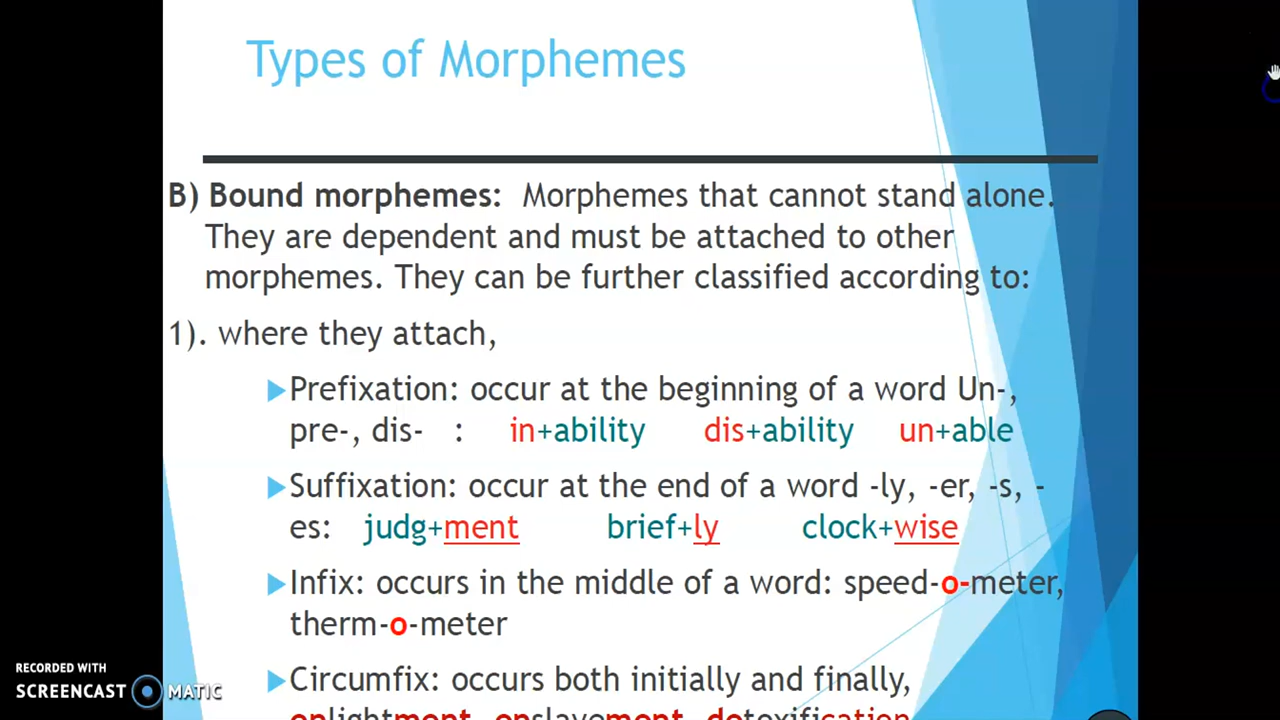 Types of Morphemes
B) Bound morphemes: Morphemes that cannot stand alone.
They are dependent and must be attached to other
morphemes. They can be further classified according to:
1). where they attach,
Prefixation: occur at the beginning of a word Un-,
pre-, dis- : in+ability dis+ability un+able
Suffixation: occur at the end of a word -ly, -er, -s, -
es: judg+ment brief+ly clock+wise
Infix: occurs in the middle of a word: speed-o-meter,
therm-o-meter
Circumfix: occurs both initially and finally,
enlightment, enslavement, detoxification
RECORDED WITH
SCREENCAST MATIC